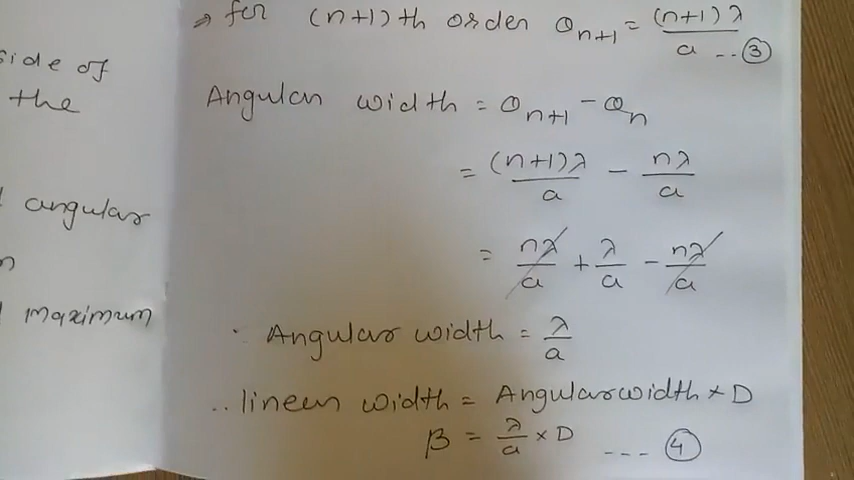 side of
the
angular
maximum
⇒ for (n+1)th order θn+1 = (n+1)λ/a --- ③
Angular width = θn+1 - θn
= (n+1)λ/a - nλ/a
= nλ/a + λ/a - nλ/a
Angular width = λ/a
∴ linear width = Angular width × D
β = λ/a × D --- ④